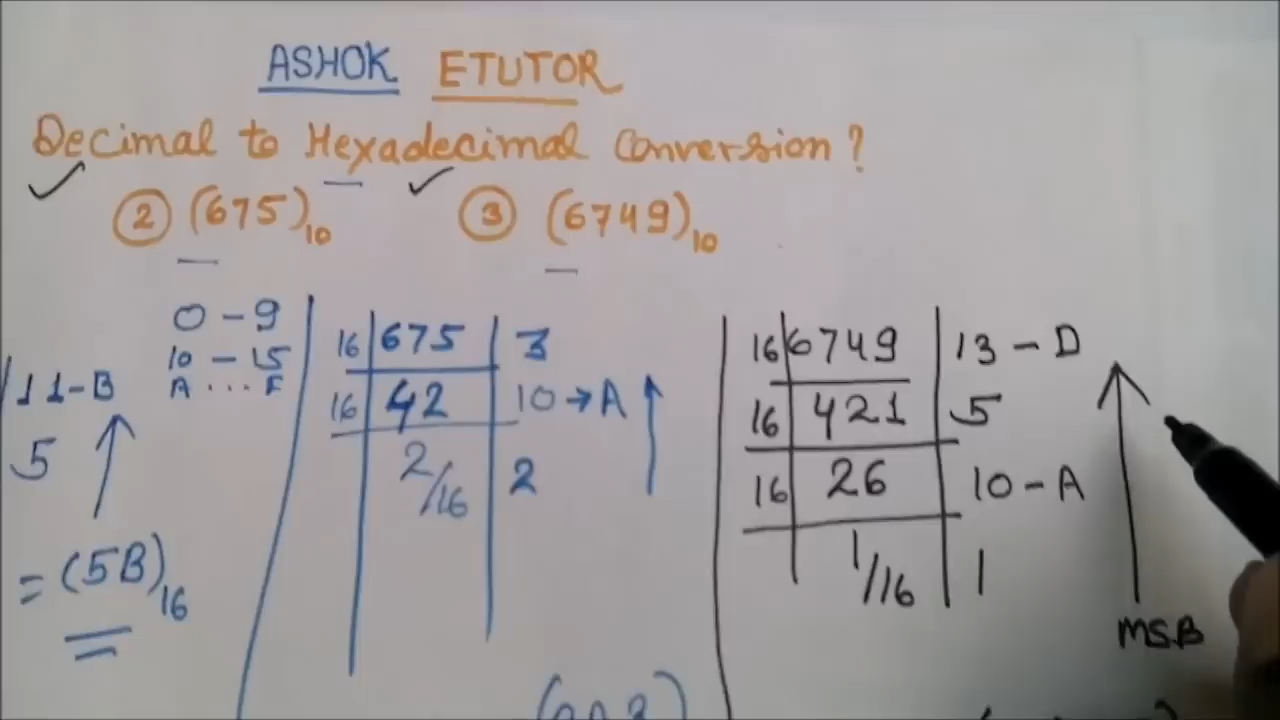 ASHOK ETUTOR
Decimal to Hexadecimal Conversion ?
② (675)10 ③ (6749)10
0 - 9
10 - 15
A ... F
11-B
5
= (5B)16
16 675 3
16 42 10→A
2/16 2
16 6749 13 - D
16 421 5
16 26 10 - A
1/16 1
MSB